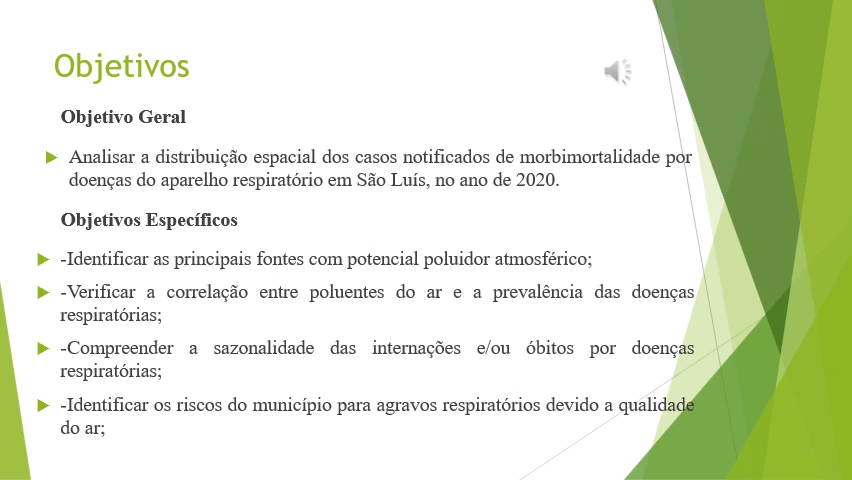 Objetivos
Objetivo Geral
Analisar a distribuição espacial dos casos notificados de morbimortalidade por
doenças do aparelho respiratório em São Luís, no ano de 2020.
Objetivos Específicos
-Identificar as principais fontes com potencial poluidor atmosférico;
-Verificar a correlação entre poluentes do ar e a prevalência das doenças
respiratórias;
-Compreender a sazonalidade das internações e/ou óbitos por doenças
respiratórias;
-Identificar os riscos do município para agravos respiratórios devido a qualidade
do ar;